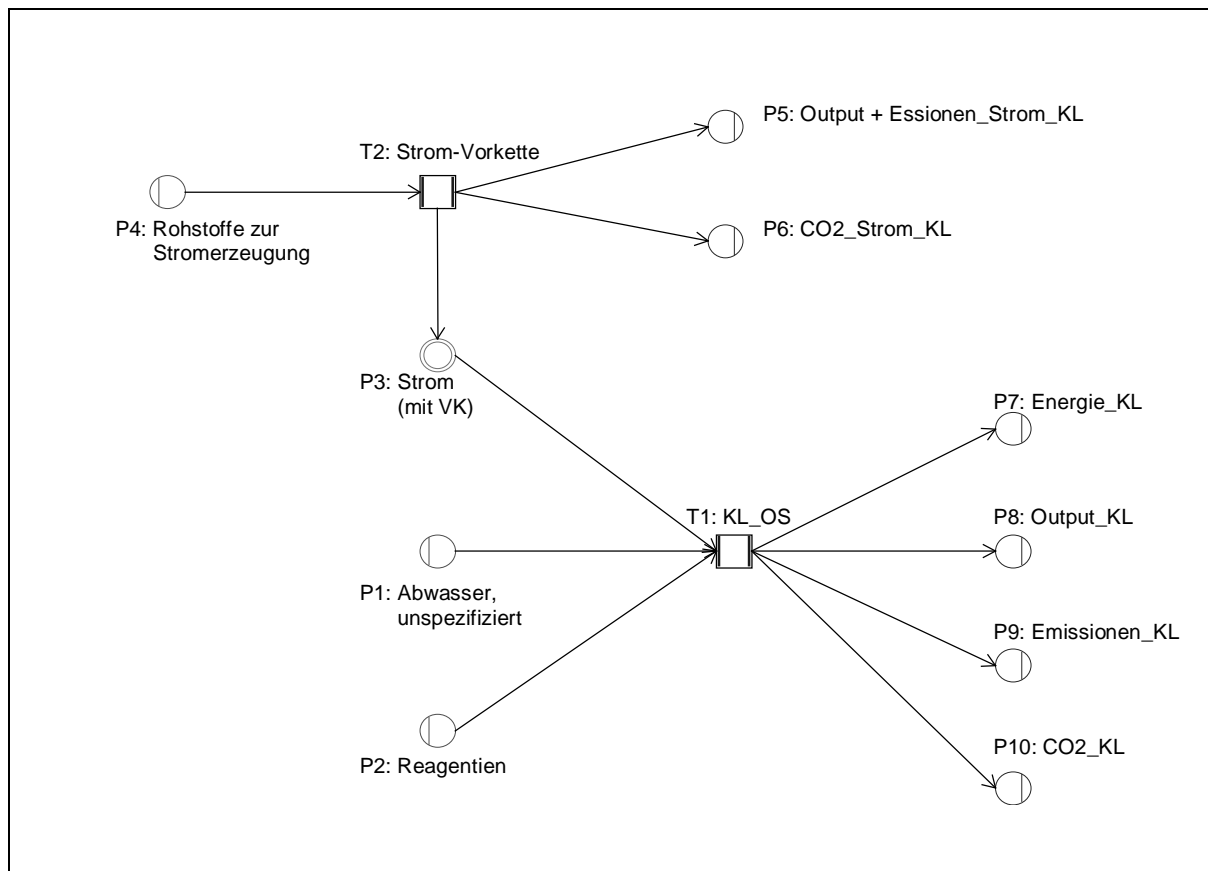 P5: Output + Essionen_Strom_KL
T2: Strom-Vorkette
P4: Rohstoffe zur
Stromerzeugung
P6: CO2_Strom_KL
P3: Strom
(mit VK)
P7: Energie_KL
T1: KL_OS
P8: Output_KL
P1: Abwasser,
unspezifiziert
P9: Emissionen_KL
P10: CO2_KL
P2: Reagentien